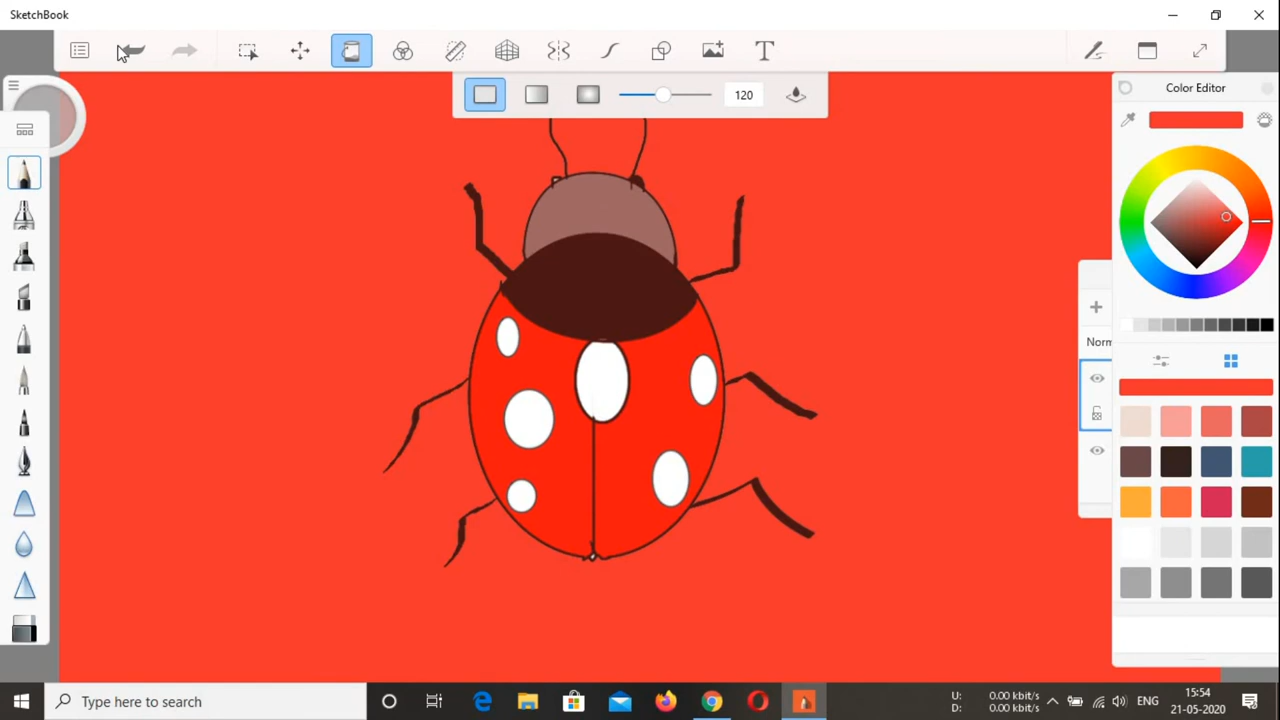 SketchBook
120
Color Editor
Norm
Type here to search
U: 0.00 kbit/s
D: 0.00 kbit/s
ENG
15:54
21-05-2020